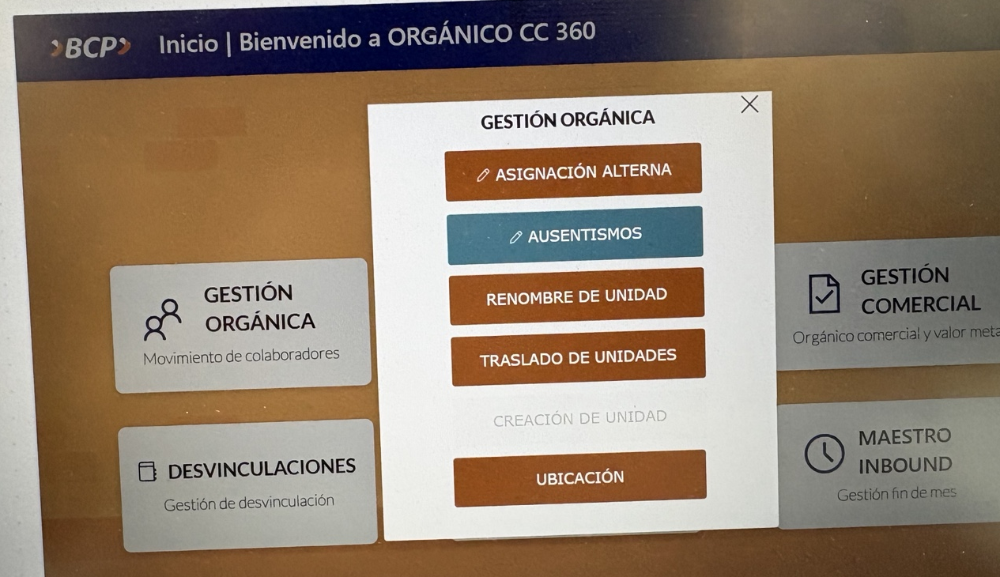 BCP
Inicio | Bienvenido a ORGÁNICO CC 360
GESTIÓN ORGÁNICA
ASIGNACIÓN ALTERNA
AUSENTISMOS
RENOMBRE DE UNIDAD
TRASLADO DE UNIDADES
CREACIÓN DE UNIDAD
UBICACIÓN
GESTIÓN
ORGÁNICA
Movimiento de colaboradores
DESVINCULACIONES
Gestión de desvinculación
GESTIÓN
COMERCIAL
Orgánico comercial y valor meta
MAESTRO
INBOUND
Gestión fin de mes